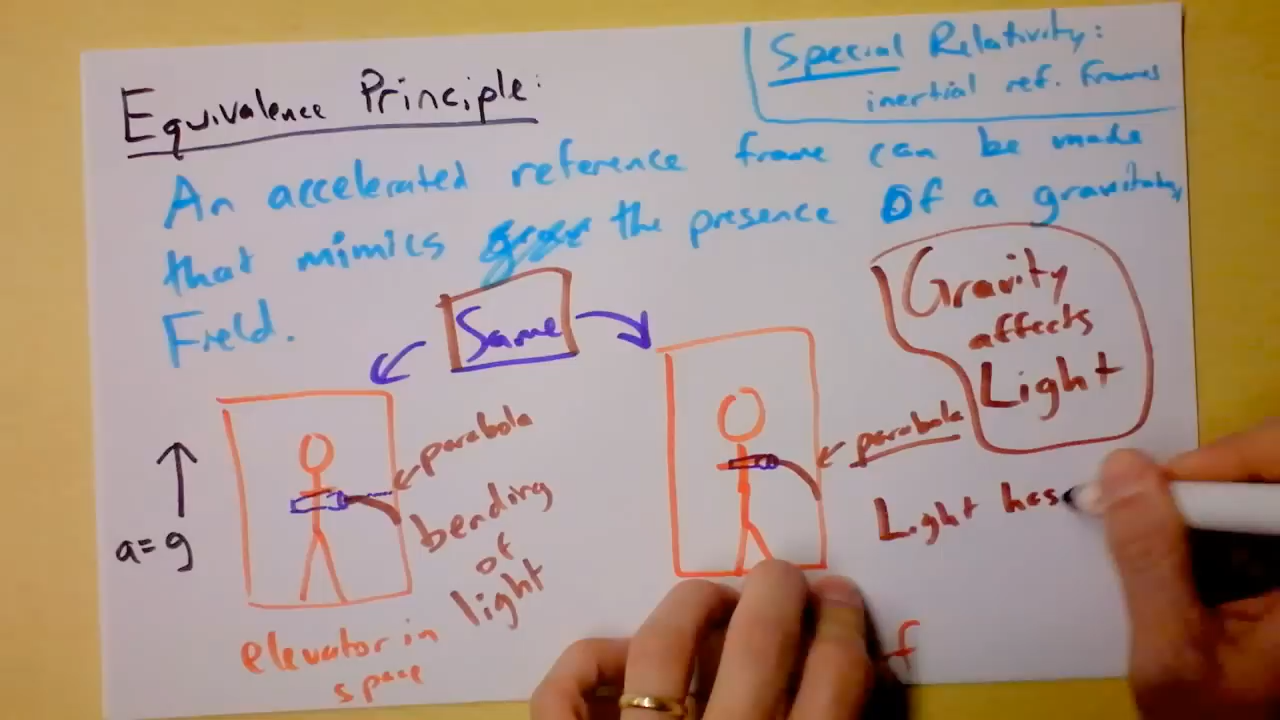 Equivalence Principle:
Special Relativity:
inertial ref. Frames
An accelerated reference frame can be made
that mimics the presence of a gravitational
Field.
Same
Gravity
affects
Light
parabola
parabola
bending
of
light
a=g
Light has
elevator in
space
f